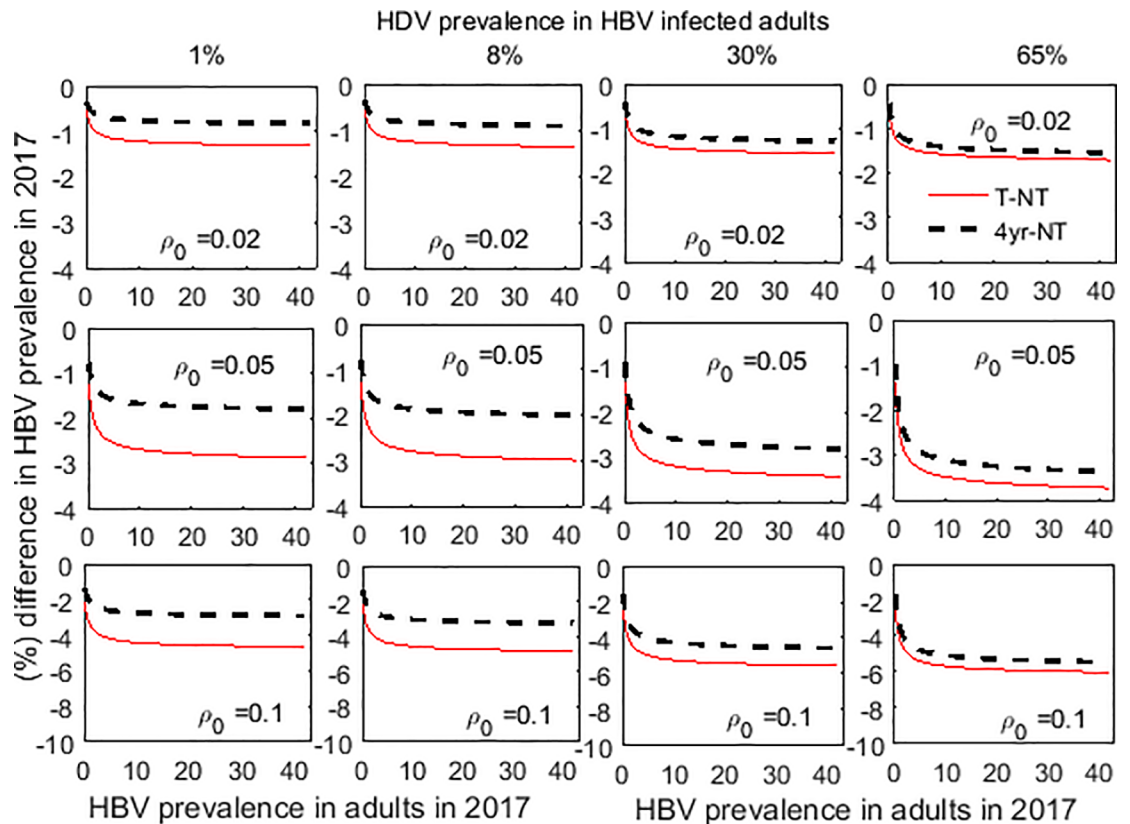 HDV prevalence in HBV infected adults
1% 8% 30% 65%
(%) difference in HBV prevalence in 2017
0 0 0 0
-1 -1 -1 -1
-2 -2 -2 -2
-3 -3 -3 -3
-4 -4 -4 -4
ρ0 =0.02 ρ0 =0.02 ρ0 =0.02 ρ0 =0.02
T-NT
4yr-NT
0 10 20 30 40 0 10 20 30 40 0 10 20 30 40 0 10 20 30 40
0 0 0 0
-1 -1 -1 -1
-2 -2 -2 -2
-3 -3 -3 -3
-4 -4 -4 -4
ρ0 =0.05 ρ0 =0.05 ρ0 =0.05 ρ0 =0.05
0 10 20 30 40 0 10 20 30 40 0 10 20 30 40 0 10 20 30 40
0 0 0 0
-2 -2 -2 -2
-4 -4 -4 -4
-6 -6 -6 -6
-8 -8 -8 -8
-10 -10 -10 -10
ρ0 =0.1 ρ0 =0.1 ρ0 =0.1 ρ0 =0.1
0 10 20 30 40 0 10 20 30 40 0 10 20 30 40 0 10 20 30 40
HBV prevalence in adults in 2017 HBV prevalence in adults in 2017